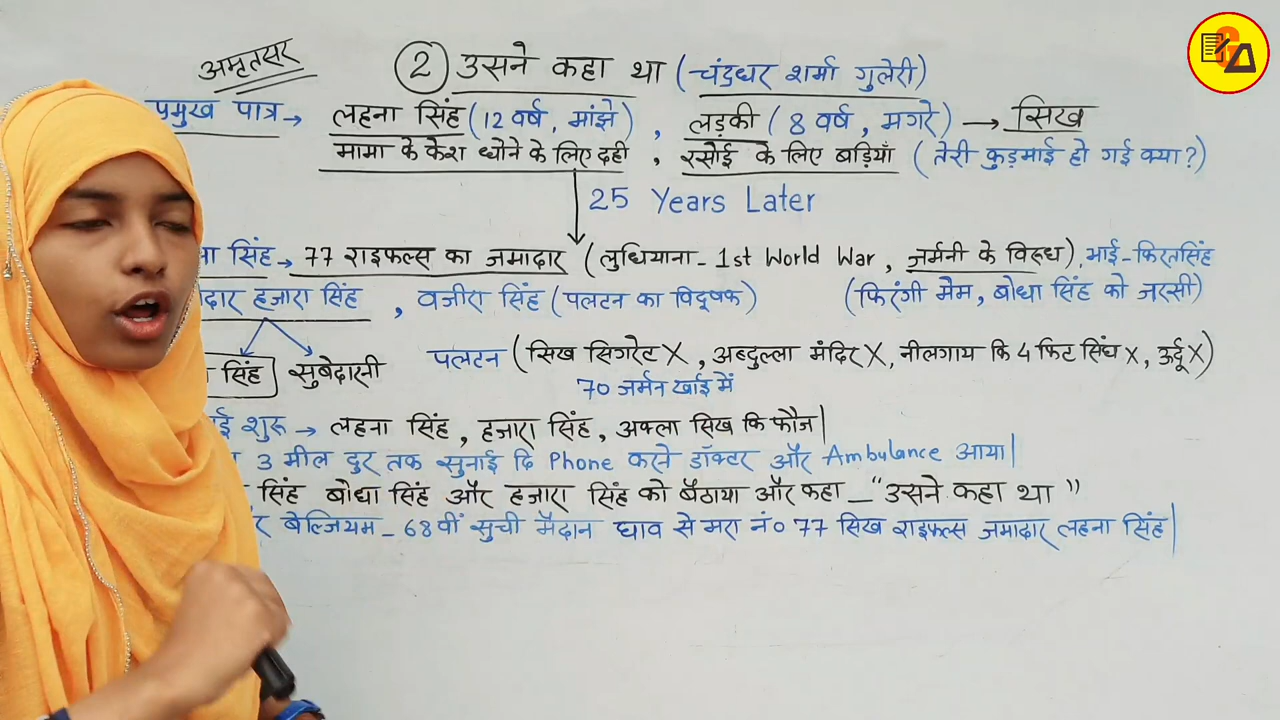 अमृतसर
② उसने कहा था (चंद्रधर शर्मा गुलेरी)
प्रमुख पात्र → लहना सिंह (12 वर्ष, मांझे), लड़की (8 वर्ष, मगरे) → सिख
मामा के केश धोने के लिए दही, रसोई के लिए बड़ियाँ (तेरी कुड़माई हो गई क्या?)
25 Years Later
सिंह → 77 राइफल्स का जमादार (लुधियाना - 1st World War, जर्मनी के विरुध), भाई - किरतसिंह
हजारा सिंह, वजीरा सिंह (पलटन का विदूषक) (फिरंगी मेम, बोधा सिंह को जरसी)
सिंह सुबेदारनी पलटन (सिख सिगरेट X, अब्दुल्ला मंदिर X, नीलगाय कि 4 फिट सिंघ X, उर्दू X)
70 जर्मन खाई में
शुरू → लहना सिंह, हजारा सिंह, अकला सिख कि फौज|
3 मील दुर तक सुनाई दि Phone करने डॉक्टर और Ambulance आया|
सिंह बोधा सिंह और हजारा सिंह को बैठाया और कहा - "उसने कहा था"
बेल्जियम - 68वीं सुची मैदान घाव से मरा नं० 77 सिख राइफल्स जमादार लहना सिंह|